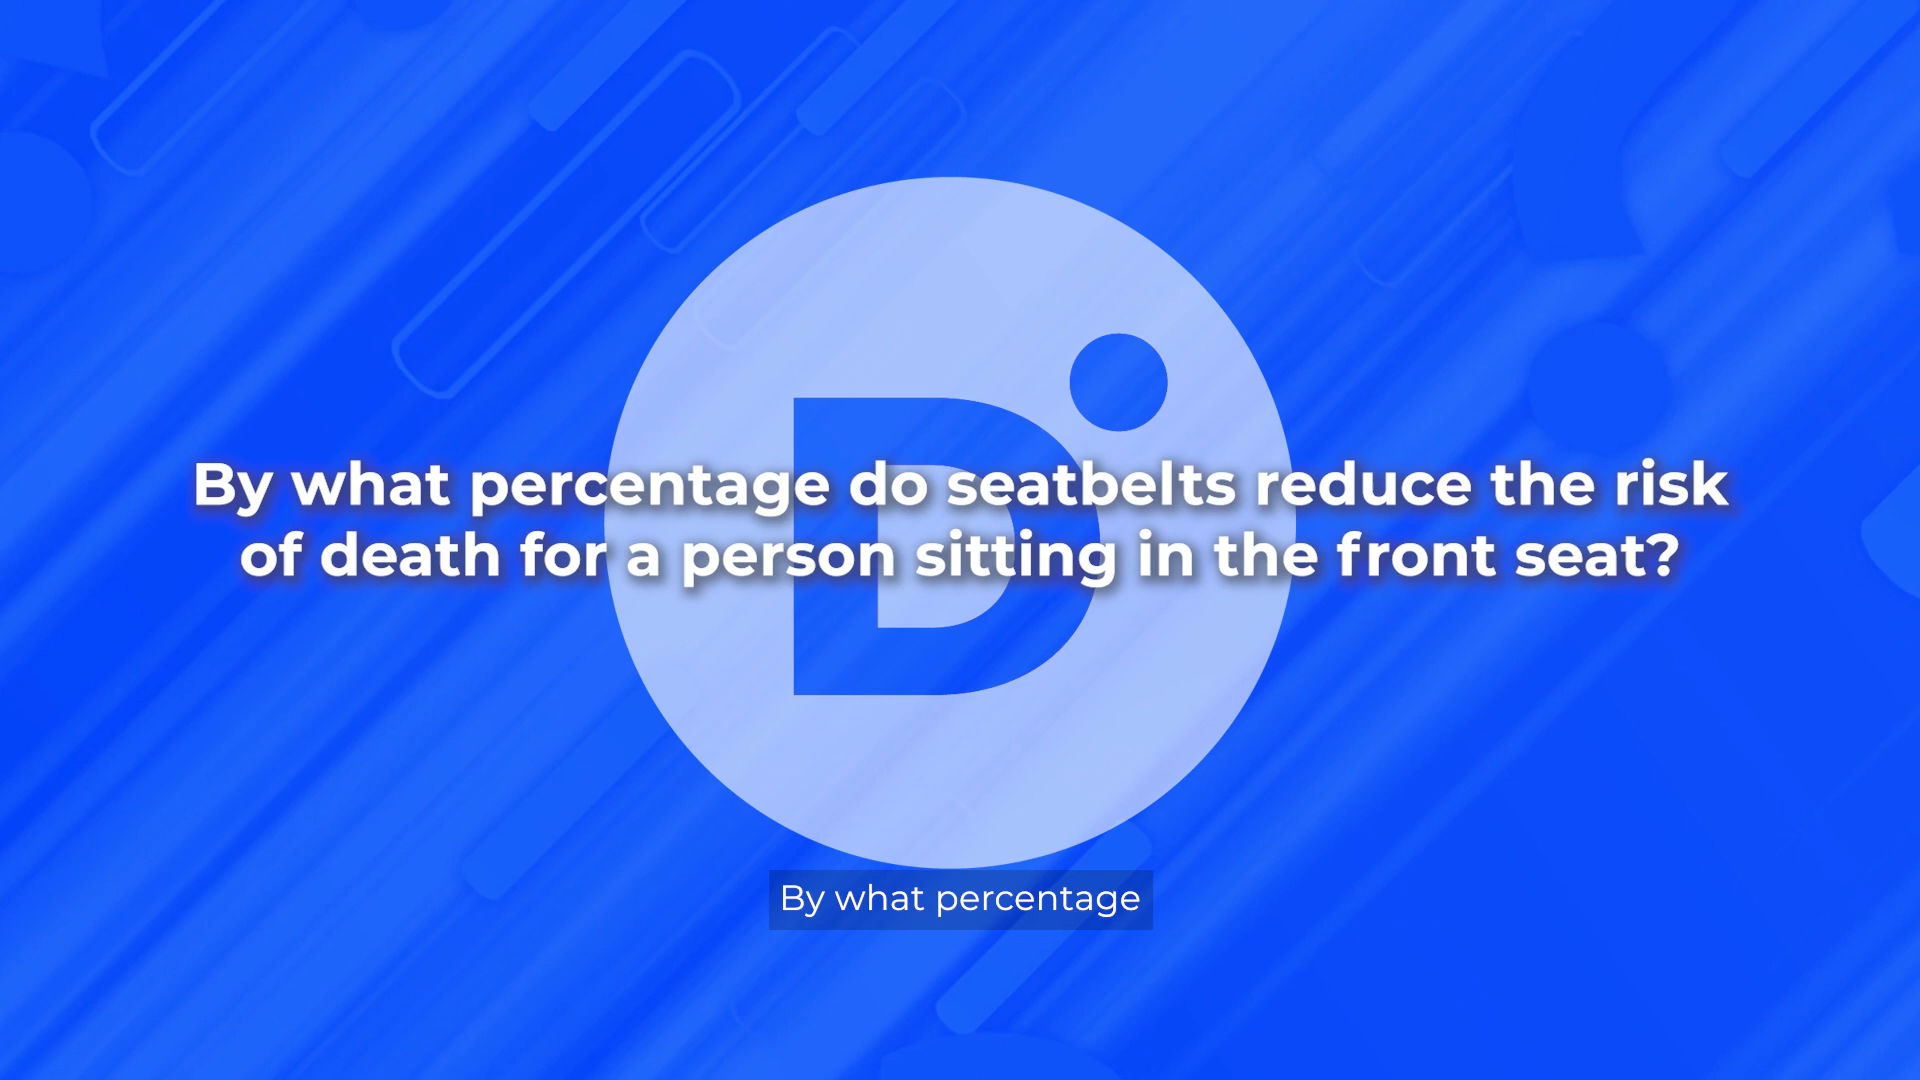 By what percentage do seatbelts reduce the risk
of death for a person sitting in the front seat?
D
By what percentage